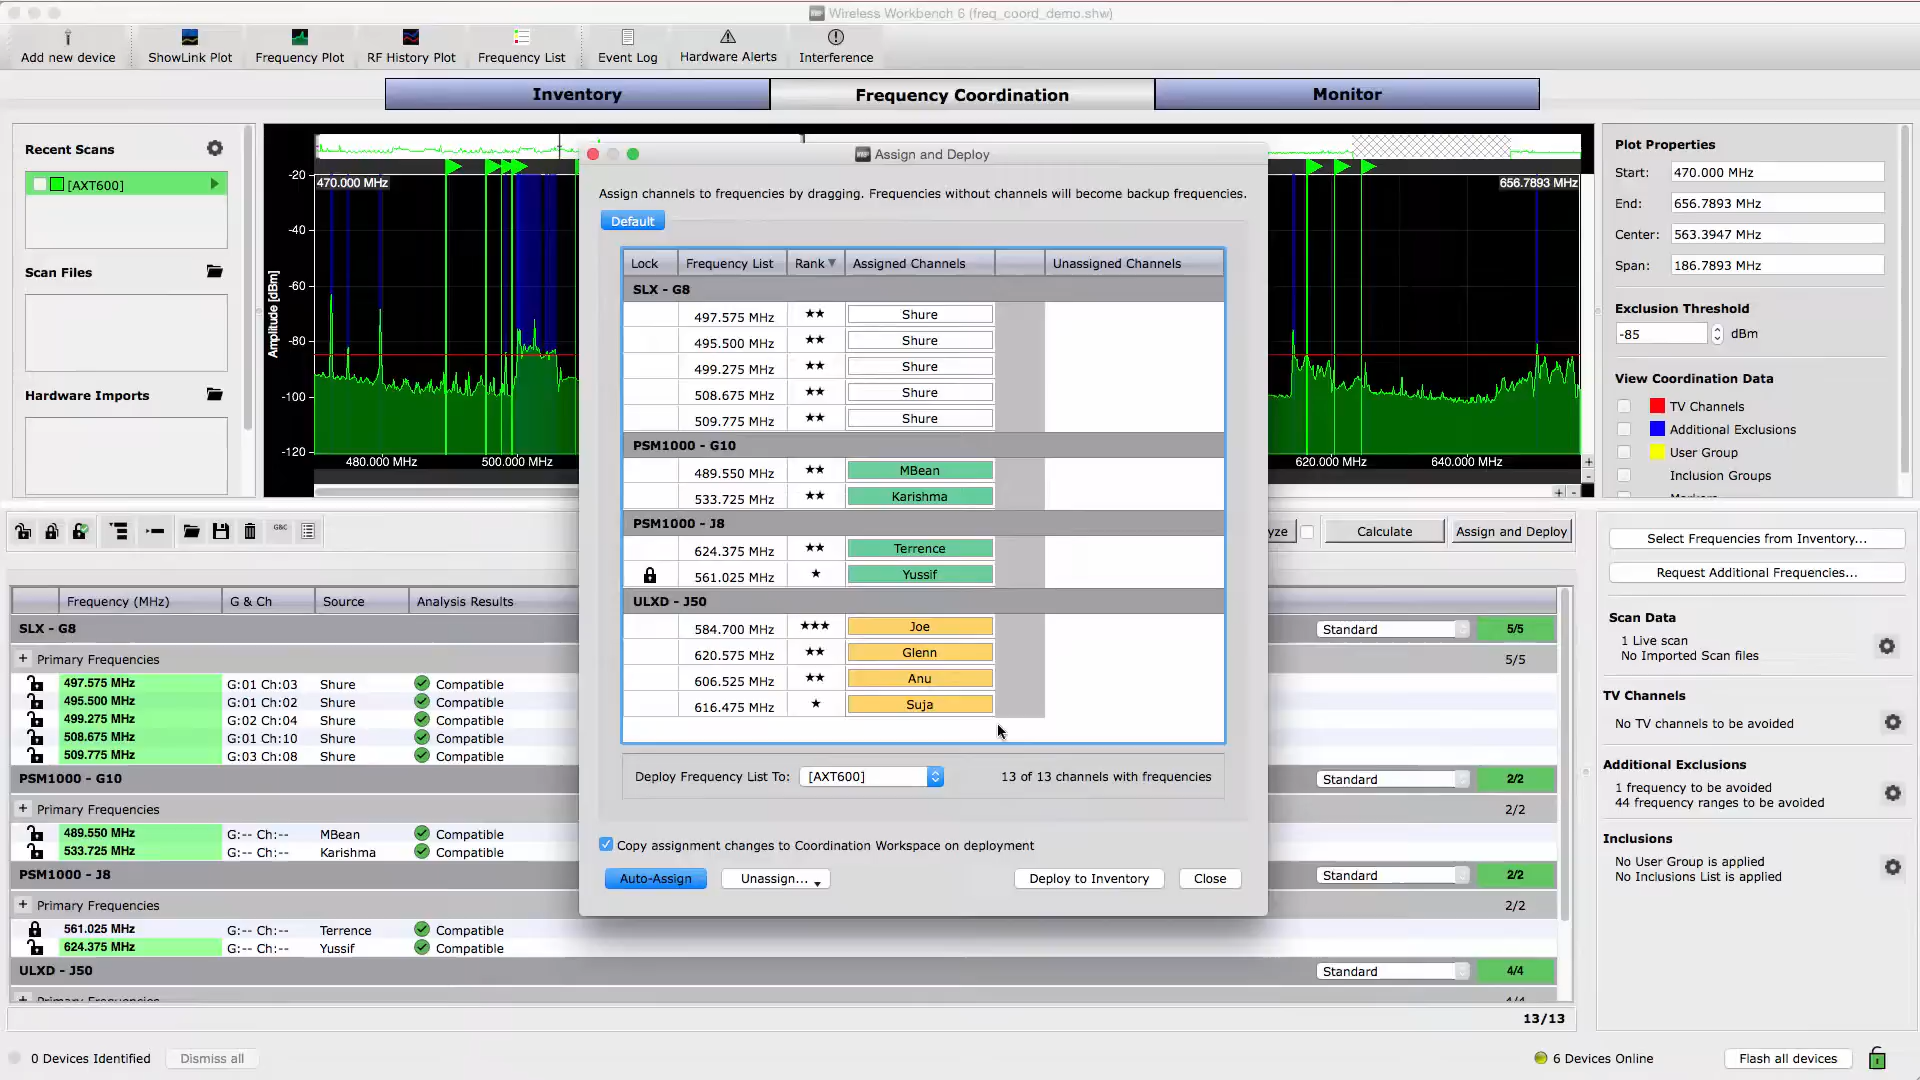 Wireless Workbench 6 (freq_coord_demo.shw)
Add new device
ShowLink Plot
Frequency Plot
RF History Plot
Frequency List
Event Log
Hardware Alerts
Interference
Inventory
Frequency Coordination
Monitor
Recent Scans
[AXT600]
Scan Files
Hardware Imports
Amplitude [dBm]
-20
-40
-60
-80
-100
-120
470.000 MHz
656.7893 MHz
480.000 MHz
500.000 MHz
620.000 MHz
640.000 MHz
Plot Properties
Start: 470.000 MHz
End: 656.7893 MHz
Center: 563.3947 MHz
Span: 186.7893 MHz
Exclusion Threshold
-85 dBm
View Coordination Data
TV Channels
Additional Exclusions
User Group
Inclusion Groups
Markers
Assign and Deploy
Assign channels to frequencies by dragging. Frequencies without channels will become backup frequencies.
Default
Lock Frequency List Rank Assigned Channels Unassigned Channels
SLX - G8
497.575 MHz ★★ Shure
495.500 MHz ★★ Shure
499.275 MHz ★★ Shure
508.675 MHz ★★ Shure
509.775 MHz ★★ Shure
PSM1000 - G10
489.550 MHz ★★ MBean
533.725 MHz ★★ Karishma
PSM1000 - J8
624.375 MHz ★★ Terrence
561.025 MHz ★ Yussif
ULXD - J50
584.700 MHz ★★★ Joe
620.575 MHz ★★ Glenn
606.525 MHz ★★ Anu
616.475 MHz ★ Suja
Deploy Frequency List To: [AXT600] 13 of 13 channels with frequencies
Copy assignment changes to Coordination Workspace on deployment
Auto-Assign Unassign... Deploy to Inventory Close
G&C
yze Calculate Assign and Deploy
Frequency (MHz) G & Ch Source Analysis Results
SLX - G8 Standard 5/5
+ Primary Frequencies 5/5
497.575 MHz G:01 Ch:03 Shure Compatible
495.500 MHz G:01 Ch:02 Shure Compatible
499.275 MHz G:02 Ch:04 Shure Compatible
508.675 MHz G:01 Ch:10 Shure Compatible
509.775 MHz G:03 Ch:08 Shure Compatible
PSM1000 - G10 Standard 2/2
+ Primary Frequencies 2/2
489.550 MHz G:-- Ch:-- MBean Compatible
533.725 MHz G:-- Ch:-- Karishma Compatible
PSM1000 - J8 Standard 2/2
+ Primary Frequencies 2/2
561.025 MHz G:-- Ch:-- Terrence Compatible
624.375 MHz G:-- Ch:-- Yussif Compatible
ULXD - J50 Standard 4/4
+ Primary Frequencies 4/4
13/13
Select Frequencies from Inventory...
Request Additional Frequencies...
Scan Data
1 Live scan
No Imported Scan files
TV Channels
No TV channels to be avoided
Additional Exclusions
1 frequency to be avoided
44 frequency ranges to be avoided
Inclusions
No User Group is applied
No Inclusions List is applied
0 Devices Identified Dismiss all 6 Devices Online Flash all devices